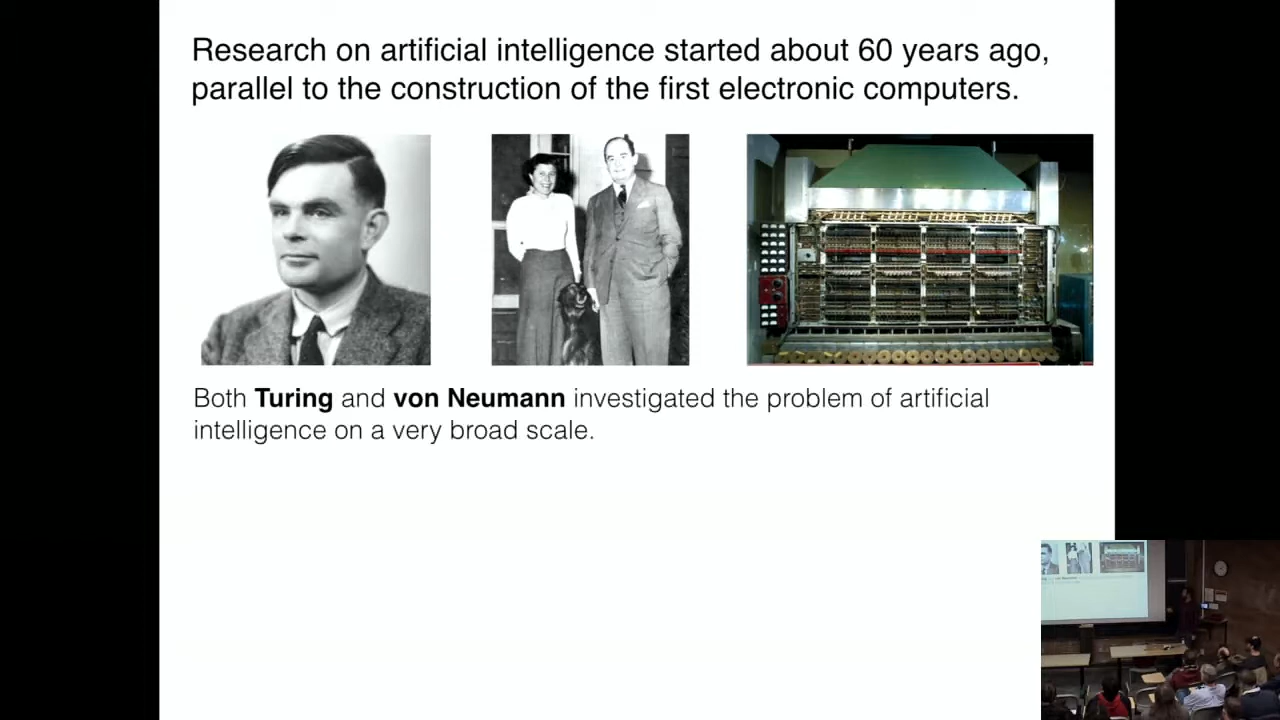 Research on artificial intelligence started about 60 years ago,
parallel to the construction of the first electronic computers.
Both Turing and von Neumann investigated the problem of artificial
intelligence on a very broad scale.